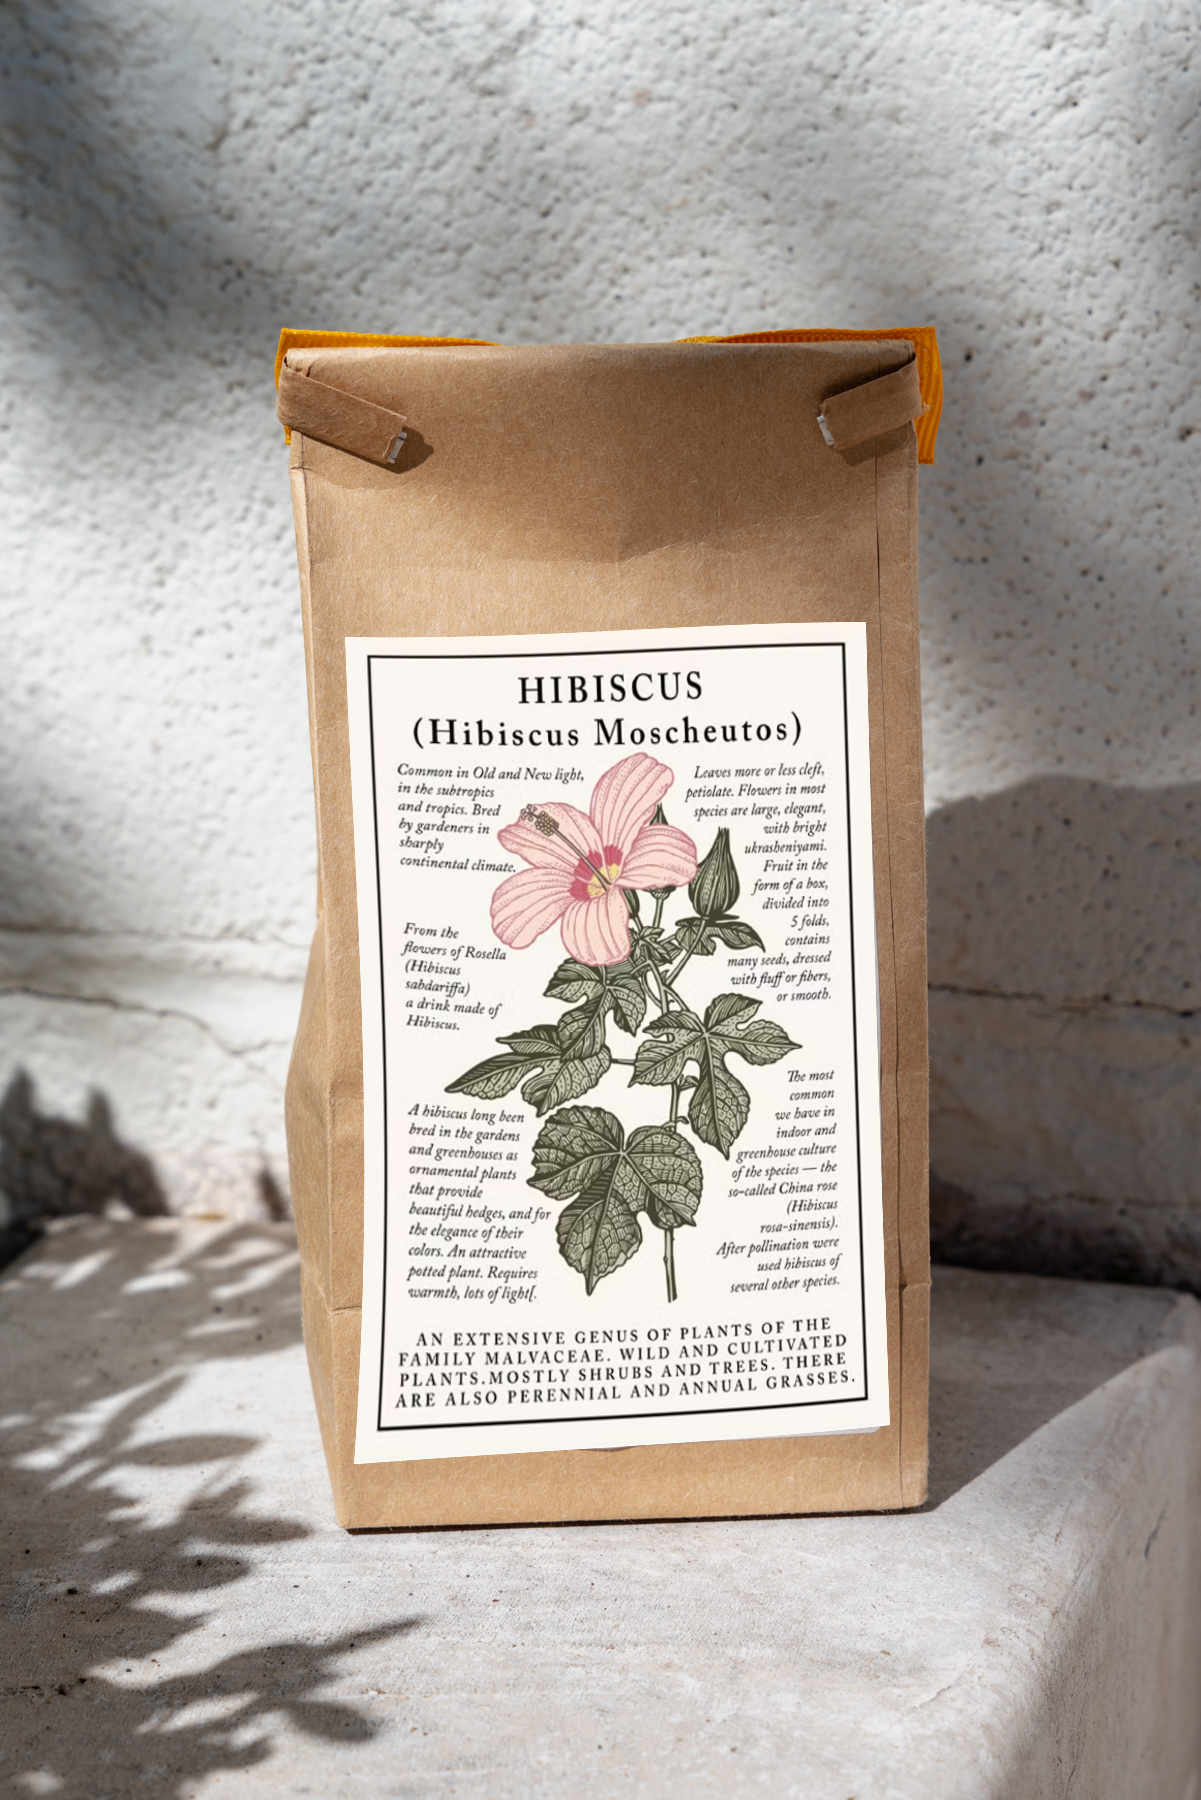 HIBISCUS
(Hibiscus Moscheutos)
Common in Old and New light,
in the subtropics
and tropics. Bred
by gardeners in
sharply
continental climate.
Leaves more or less cleft,
petiolate. Flowers in most
species are large, elegant,
with bright
ukrasheniyami.
Fruit in the
form of a box,
divided into
5 folds,
contains
many seeds, dressed
with fluff or fibers,
or smooth.
From the
flowers of Rosella
(Hibiscus
sabdariffa)
a drink made of
Hibiscus.
A hibiscus long been
bred in the gardens
and greenhouses as
ornamental plants
that provide
beautiful hedges, and for
the elegance of their
colors. An attractive
potted plant. Requires
warmth, lots of light[.
The most
common
we have in
indoor and
greenhouse culture
of the species — the
so-called China rose
(Hibiscus
rosa-sinensis).
After pollination were
used hibiscus of
several other species.
AN EXTENSIVE GENUS OF PLANTS OF THE
FAMILY MALVACEAE. WILD AND CULTIVATED
PLANTS.MOSTLY SHRUBS AND TREES. THERE
ARE ALSO PERENNIAL AND ANNUAL GRASSES.